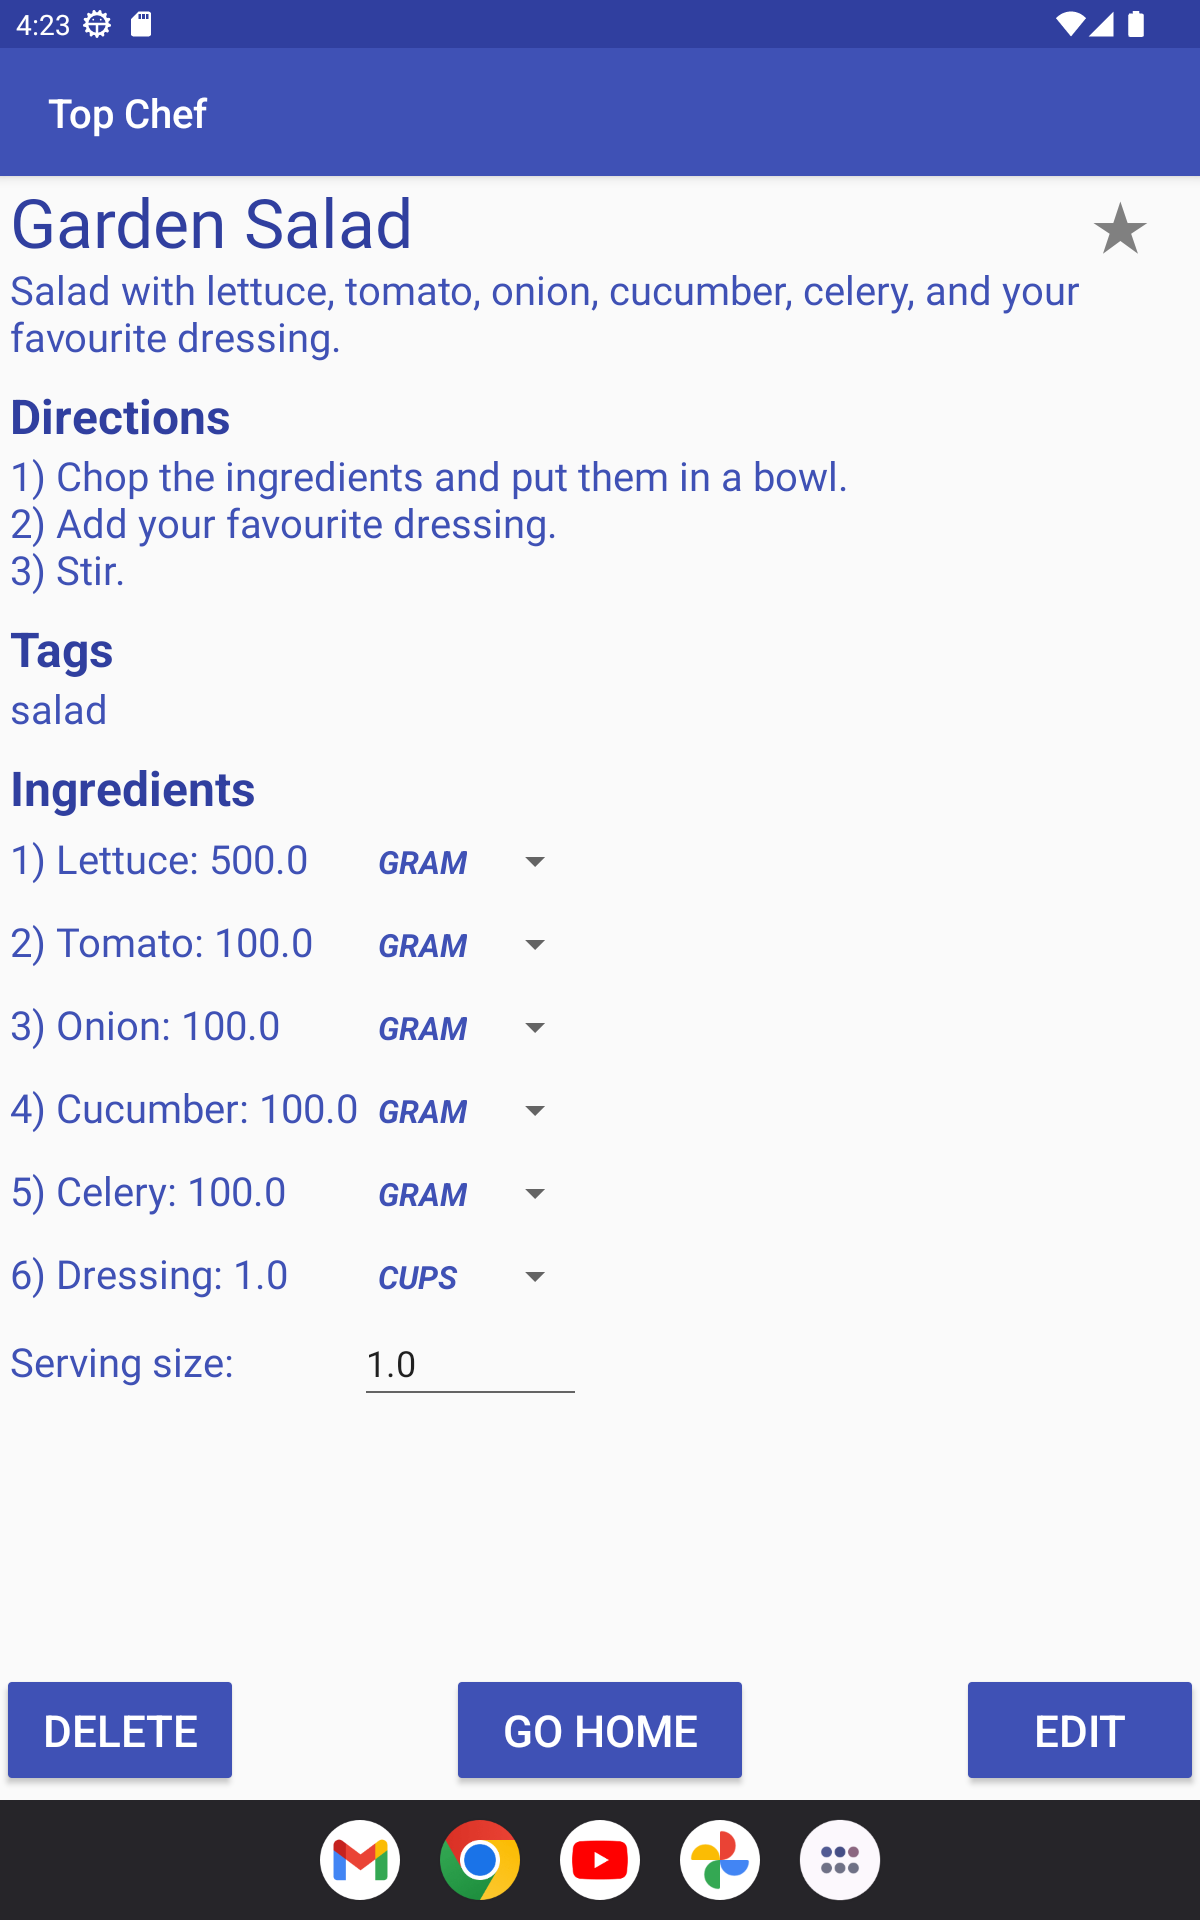 4:23
Top Chef
Garden Salad
Salad with lettuce, tomato, onion, cucumber, celery, and your
favourite dressing.
Directions
1) Chop the ingredients and put them in a bowl.
2) Add your favourite dressing.
3) Stir.
Tags
salad
Ingredients
1) Lettuce: 500.0 GRAM
2) Tomato: 100.0 GRAM
3) Onion: 100.0 GRAM
4) Cucumber: 100.0 GRAM
5) Celery: 100.0 GRAM
6) Dressing: 1.0 CUPS
Serving size: 1.0
DELETE GO HOME EDIT